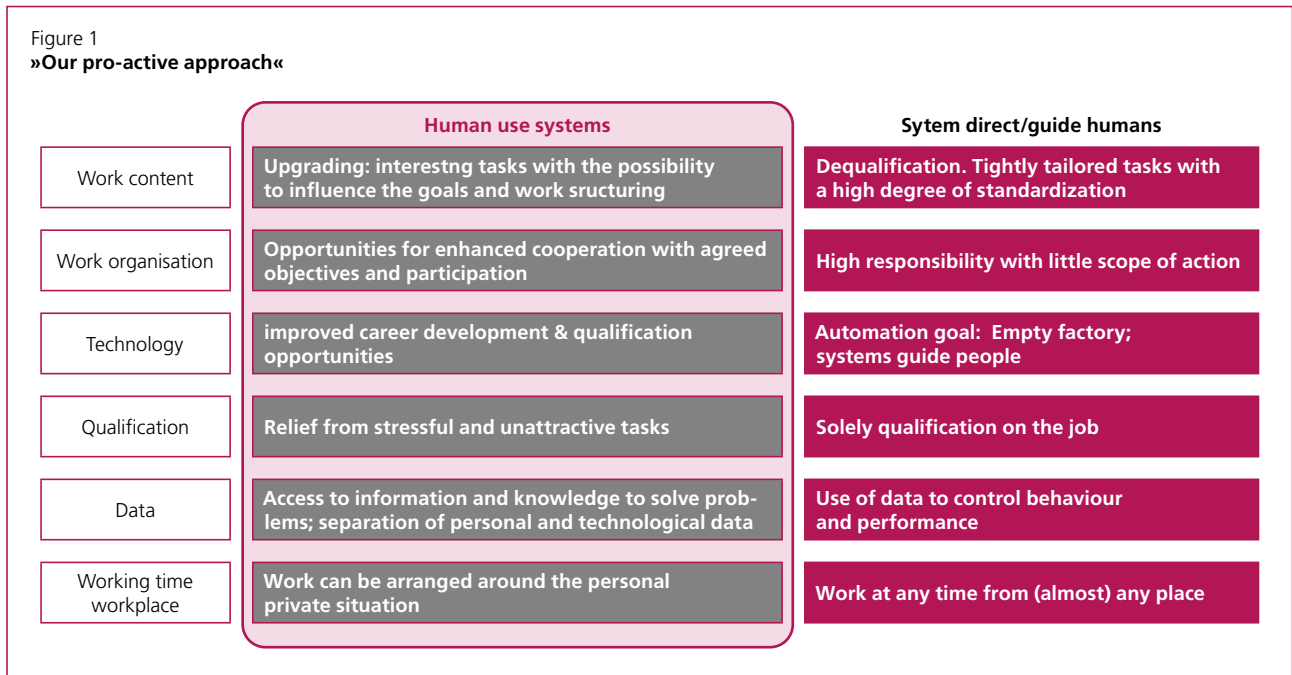 Figure 1
»Our pro-active approach«
Human use systems
Sytem direct/guide humans
Work content
Upgrading: interestng tasks with the possibility
to influence the goals and work sructuring
Dequalification. Tightly tailored tasks with
a high degree of standardization
Work organisation
Opportunities for enhanced cooperation with agreed
objectives and participation
High responsibility with little scope of action
Technology
improved career development & qualification
opportunities
Automation goal: Empty factory;
systems guide people
Qualification
Relief from stressful and unattractive tasks
Solely qualification on the job
Data
Access to information and knowledge to solve prob-
lems; separation of personal and technological data
Use of data to control behaviour
and performance
Working time
workplace
Work can be arranged around the personal
private situation
Work at any time from (almost) any place